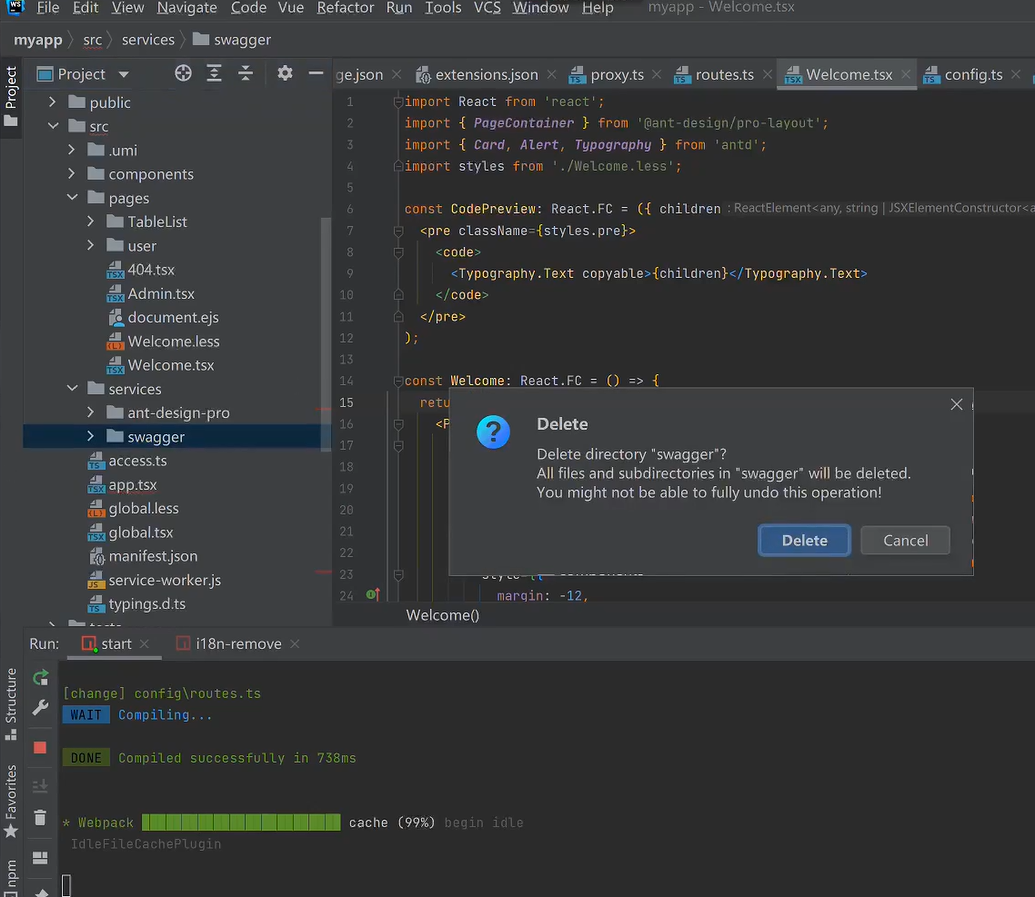 WS File Edit View Navigate Code Vue Refactor Run Tools VCS Window Help myapp - Welcome.tsx
myapp src services swagger
Project
Project
ge.json extensions.json proxy.ts routes.ts Welcome.tsx config.ts
public
src
.umi
components
pages
TableList
user
404.tsx
Admin.tsx
document.ejs
Welcome.less
Welcome.tsx
services
ant-design-pro
swagger
access.ts
app.tsx
global.less
global.tsx
manifest.json
service-worker.js
typings.d.ts
1 import React from 'react';
2 import { PageContainer } from '@ant-design/pro-layout';
3 import { Card, Alert, Typography } from 'antd';
4 import styles from './Welcome.less';
5
6 const CodePreview: React.FC = ({ children : ReactElement<any, string | JSXElementConstructor<a
7 <pre className={styles.pre}>
8 <code>
9 <Typography.Text copyable>{children}</Typography.Text>
10 </code>
11 </pre>
12 );
13
14 const Welcome: React.FC = () => {
15 retu
16 <P
17
18
19
20
21
22
23 style={{
24 margin: -12,
Welcome()
Delete
Delete directory "swagger"?
All files and subdirectories in "swagger" will be deleted.
You might not be able to fully undo this operation!
Delete Cancel
Run: start i18n-remove
[change] config\routes.ts
WAIT Compiling...
DONE Compiled successfully in 738ms
* Webpack cache (99%) begin idle
IdleFileCachePlugin
Structure
Favorites
npm